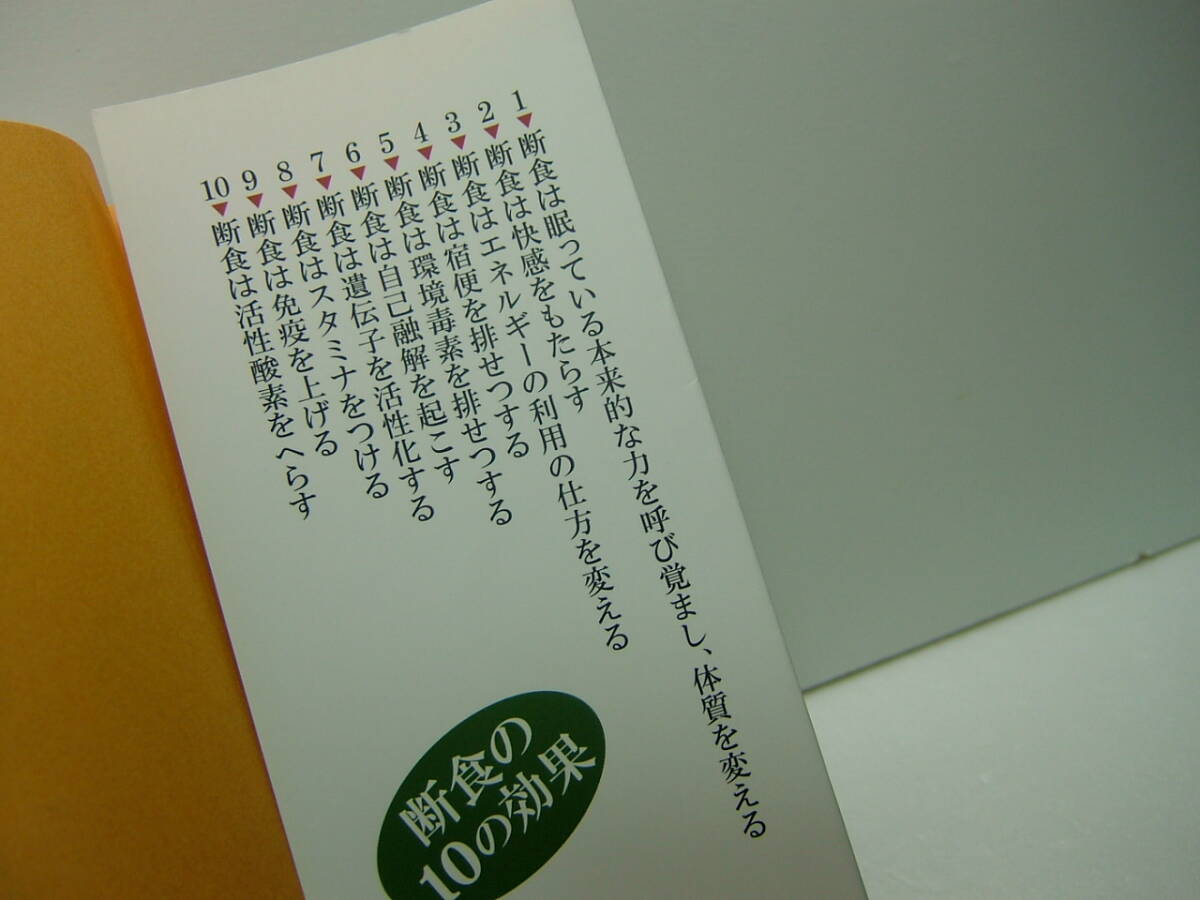 1▼断食は眠っている本来的な力を呼び覚まし、体質を変える
2▼断食は快感をもたらす
3▼断食はエネルギーの利用の仕方を変える
4▼断食は宿便を排せつする
5▼断食は環境毒素を排せつする
6▼断食は自己融解を起こす
7▼断食は遺伝子を活性化する
8▼断食はスタミナをつける
9▼断食は免疫を上げる
10▼断食は活性酸素をへらす
断食の
10の効果